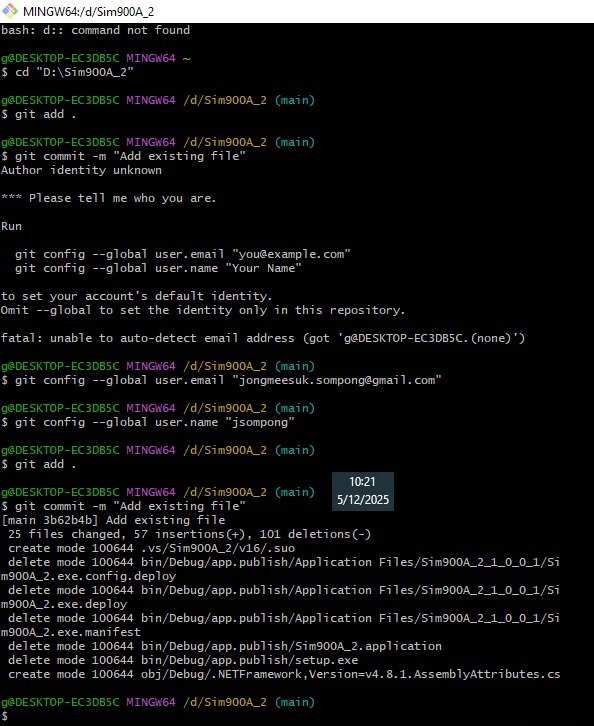 MINGW64:/d/Sim900A_2
bash: d:: command not found
g@DESKTOP-EC3DB5C MINGW64 ~
$ cd "D:\Sim900A_2"
g@DESKTOP-EC3DB5C MINGW64 /d/Sim900A_2 (main)
$ git add .
g@DESKTOP-EC3DB5C MINGW64 /d/Sim900A_2 (main)
$ git commit -m "Add existing file"
Author identity unknown
*** Please tell me who you are.
Run
git config --global user.email "you@example.com"
git config --global user.name "Your Name"
to set your account's default identity.
Omit --global to set the identity only in this repository.
fatal: unable to auto-detect email address (got 'g@DESKTOP-EC3DB5C.(none)')
g@DESKTOP-EC3DB5C MINGW64 /d/Sim900A_2 (main)
$ git config --global user.email "jongmeesuk.sompong@gmail.com"
g@DESKTOP-EC3DB5C MINGW64 /d/Sim900A_2 (main)
$ git config --global user.name "jsompong"
g@DESKTOP-EC3DB5C MINGW64 /d/Sim900A_2 (main)
$ git add .
g@DESKTOP-EC3DB5C MINGW64 /d/Sim900A_2 (main)
10:21
5/12/2025
$ git commit -m "Add existing file"
[main 3b62b4b] Add existing file
25 files changed, 57 insertions(+), 101 deletions(-)
create mode 100644 .vs/Sim900A_2/v16/.suo
delete mode 100644 bin/Debug/app.publish/Application Files/Sim900A_2_1_0_0_1/Si
m900A_2.exe.config.deploy
delete mode 100644 bin/Debug/app.publish/Application Files/Sim900A_2_1_0_0_1/Si
m900A_2.exe.deploy
delete mode 100644 bin/Debug/app.publish/Application Files/Sim900A_2_1_0_0_1/Si
m900A_2.exe.manifest
delete mode 100644 bin/Debug/app.publish/Sim900A_2.application
delete mode 100644 bin/Debug/app.publish/setup.exe
create mode 100644 obj/Debug/.NETFramework,Version=v4.8.1.AssemblyAttributes.cs
g@DESKTOP-EC3DB5C MINGW64 /d/Sim900A_2 (main)
$